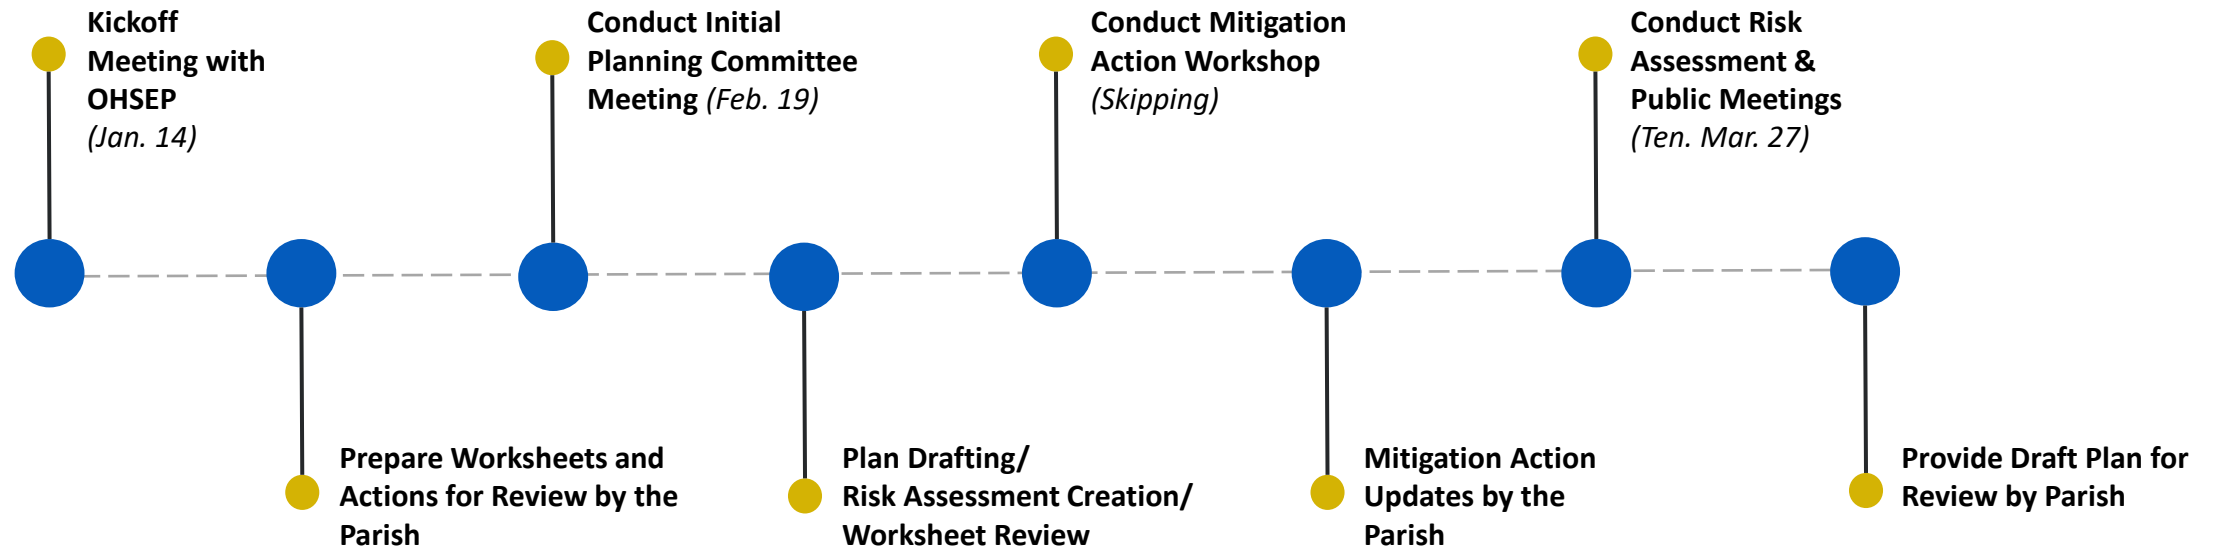 Kickoff
Meeting with
OHSEP
(Jan. 14)
Prepare Worksheets and
Actions for Review by the
Parish
Conduct Initial
Planning Committee
Meeting (Feb. 19)
Plan Drafting/
Risk Assessment Creation/
Worksheet Review
Conduct Mitigation
Action Workshop
(Skipping)
Mitigation Action
Updates by the
Parish
Conduct Risk
Assessment &
Public Meetings
(Ten. Mar. 27)
Provide Draft Plan for
Review by Parish